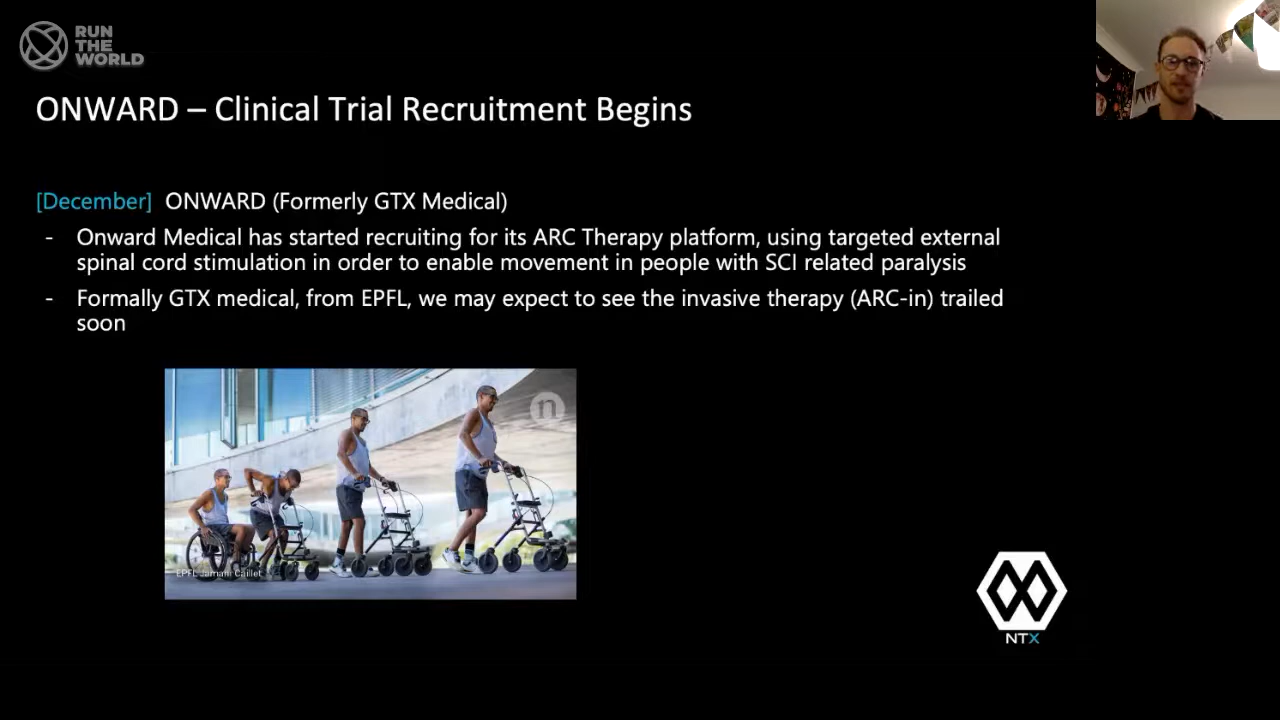 RUN
THE
WORLD
ONWARD – Clinical Trial Recruitment Begins
[December] ONWARD (Formerly GTX Medical)
- Onward Medical has started recruiting for its ARC Therapy platform, using targeted external
spinal cord stimulation in order to enable movement in people with SCI related paralysis
- Formally GTX medical, from EPFL, we may expect to see the invasive therapy (ARC-in) trailed
soon
n
EPFL Jamani Caillet
NTX